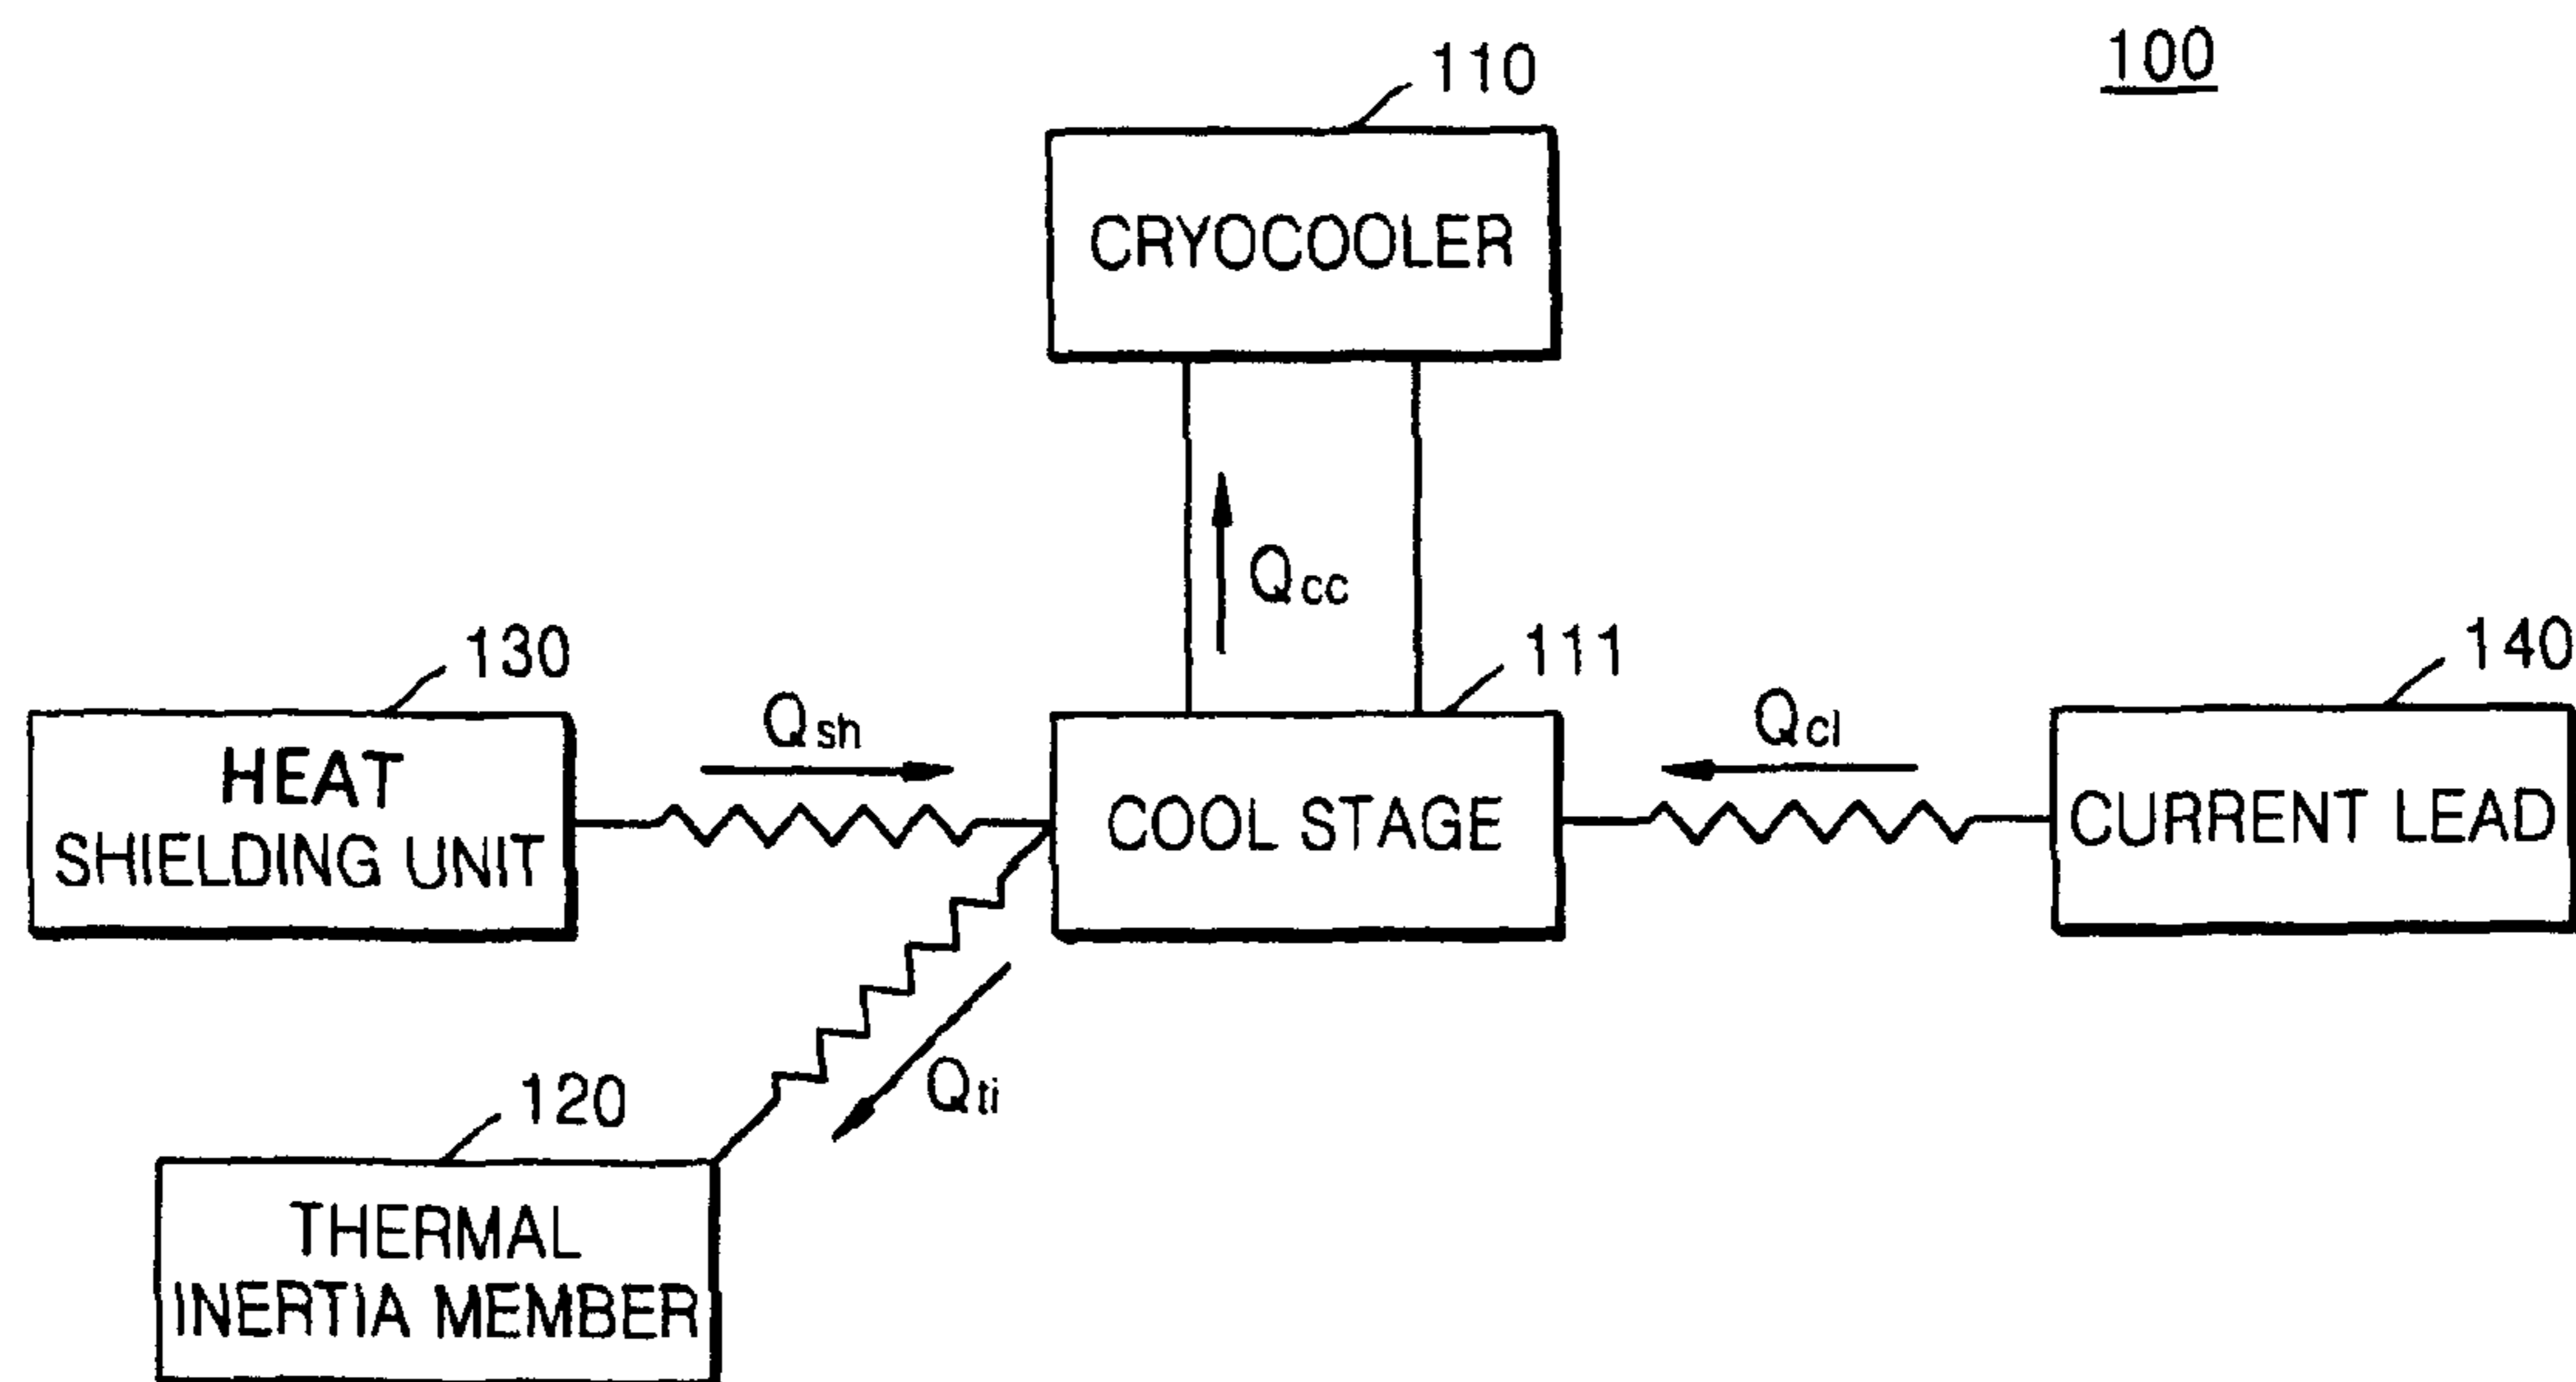 100
110
CRYOCOOLER
Qcc
130
111
140
Qsh
Qcl
HEAT
SHIELDING UNIT
COOL STAGE
CURRENT LEAD
Qti
120
THERMAL
INERTIA MEMBER